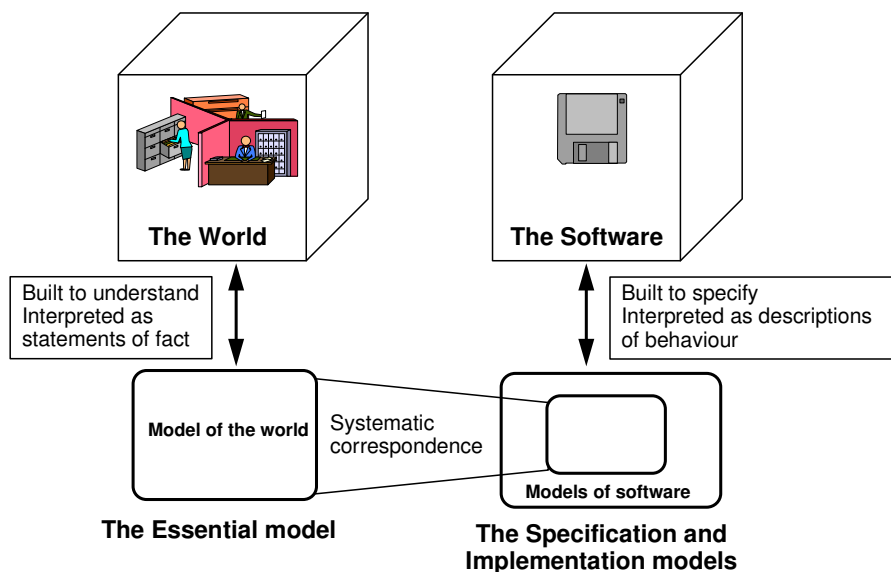 The World
The Software
Built to understand
Interpreted as
statements of fact
Built to specify
Interpreted as descriptions
of behaviour
Model of the world
Systematic
correspondence
Models of software
The Essential model
The Specification and
Implementation models